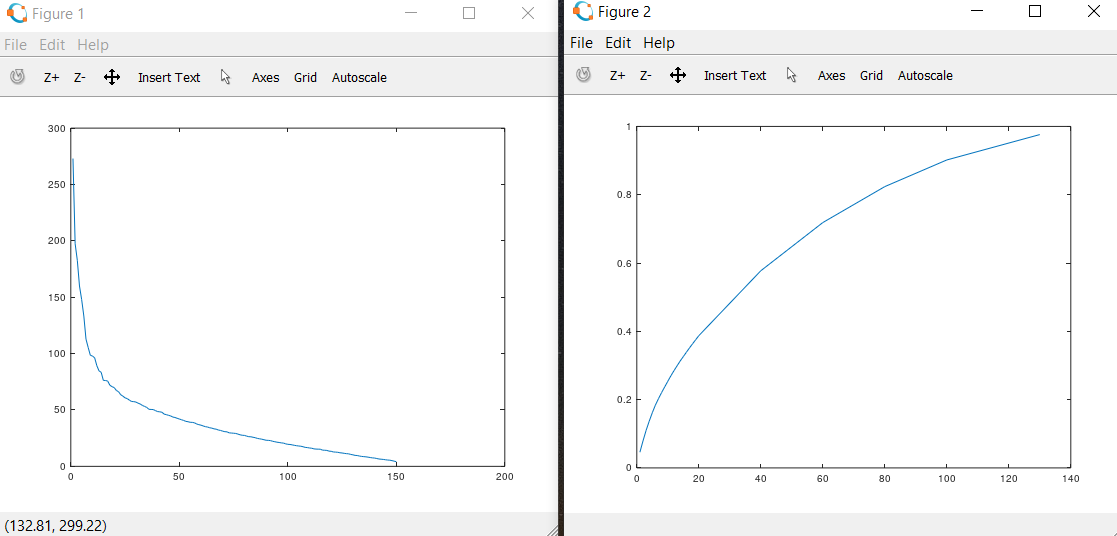 Figure 1
File Edit Help
Z+ Z- Insert Text Axes Grid Autoscale
300
250
200
150
100
50
0
0 50 100 150 200
(132.81, 299.22)
Figure 2
File Edit Help
Z+ Z- Insert Text Axes Grid Autoscale
1
0.8
0.6
0.4
0.2
0
0 20 40 60 80 100 120 140